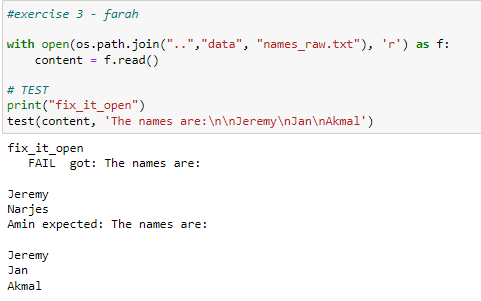 #exercise 3 - farah
with open(os.path.join("..","data", "names_raw.txt"), 'r') as f:
    content = f.read()
# TEST
print("fix_it_open")
test(content, 'The names are:\n\nJeremy\nJan\nAkmal')
fix_it_open
   FAIL  got: The names are:
Jeremy
Narjes
Amin expected: The names are:
Jeremy
Jan
Akmal